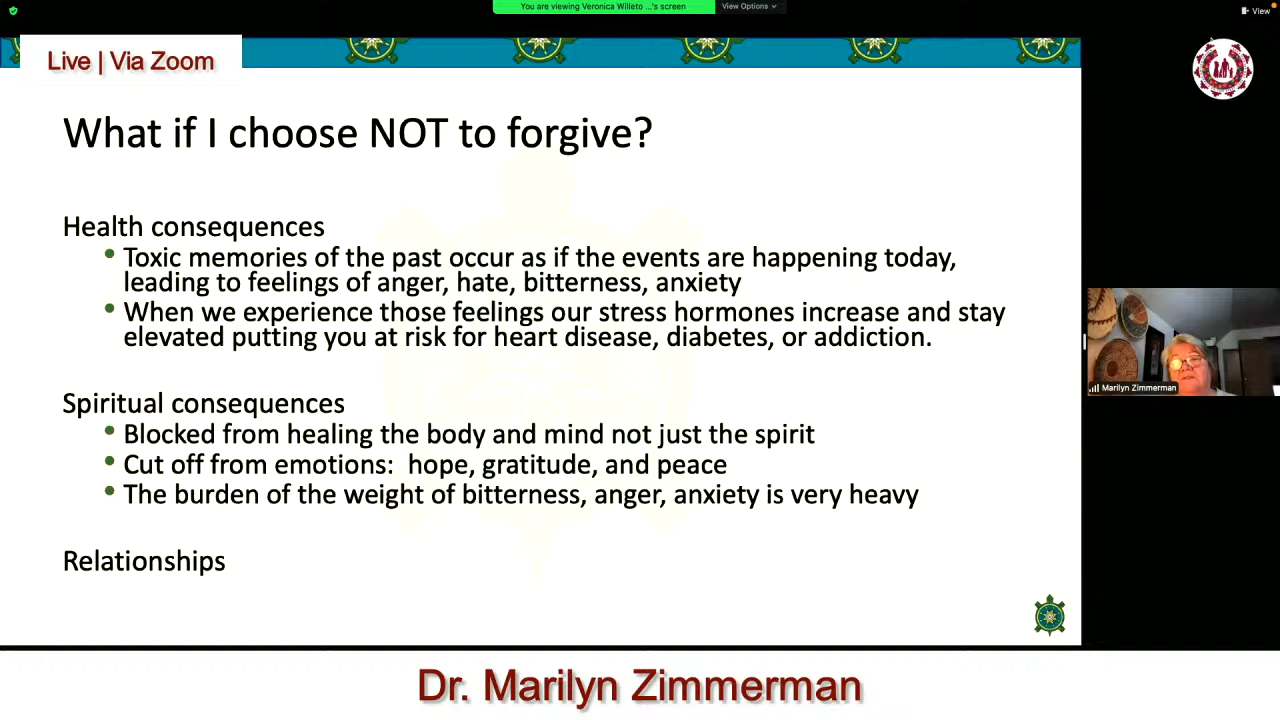 You are viewing Veronica Willeto ...'s screen
View Options
View
Live | Via Zoom
What if I choose NOT to forgive?
Health consequences
• Toxic memories of the past occur as if the events are happening today,
leading to feelings of anger, hate, bitterness, anxiety
• When we experience those feelings our stress hormones increase and stay
elevated putting you at risk for heart disease, diabetes, or addiction.
Spiritual consequences
• Blocked from healing the body and mind not just the spirit
• Cut off from emotions:  hope, gratitude, and peace
• The burden of the weight of bitterness, anger, anxiety is very heavy
Relationships
Marilyn Zimmerman
Dr. Marilyn Zimmerman